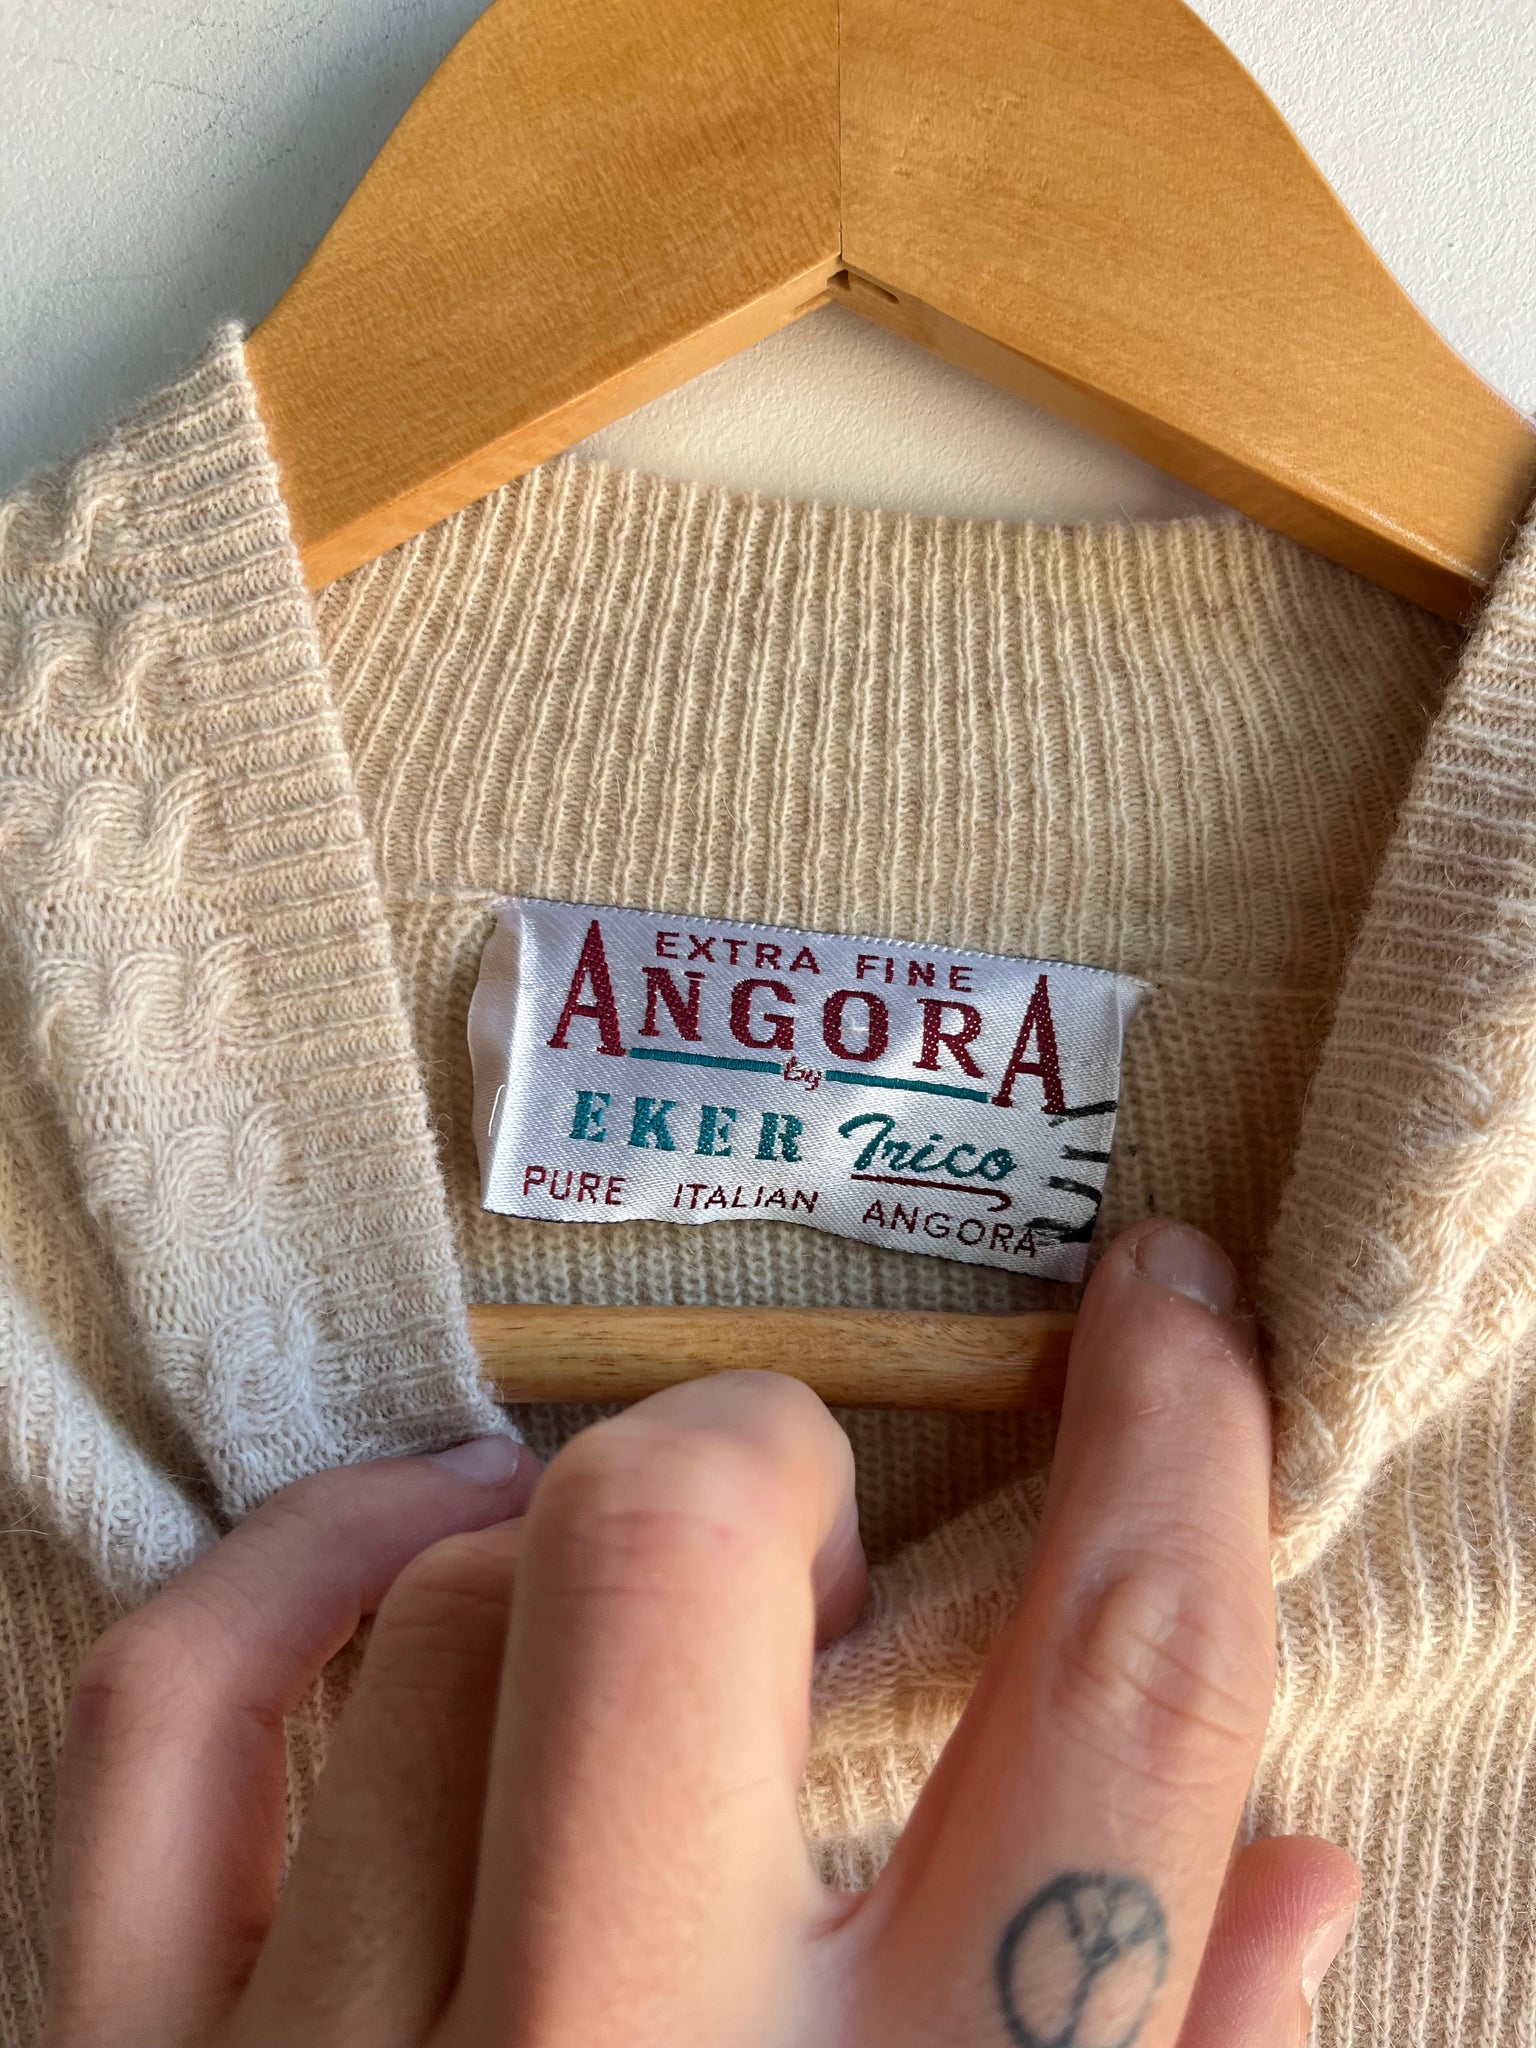 EXTRA FINE
ANGORA
by
EKER Trico
PURE ITALIAN ANGORA